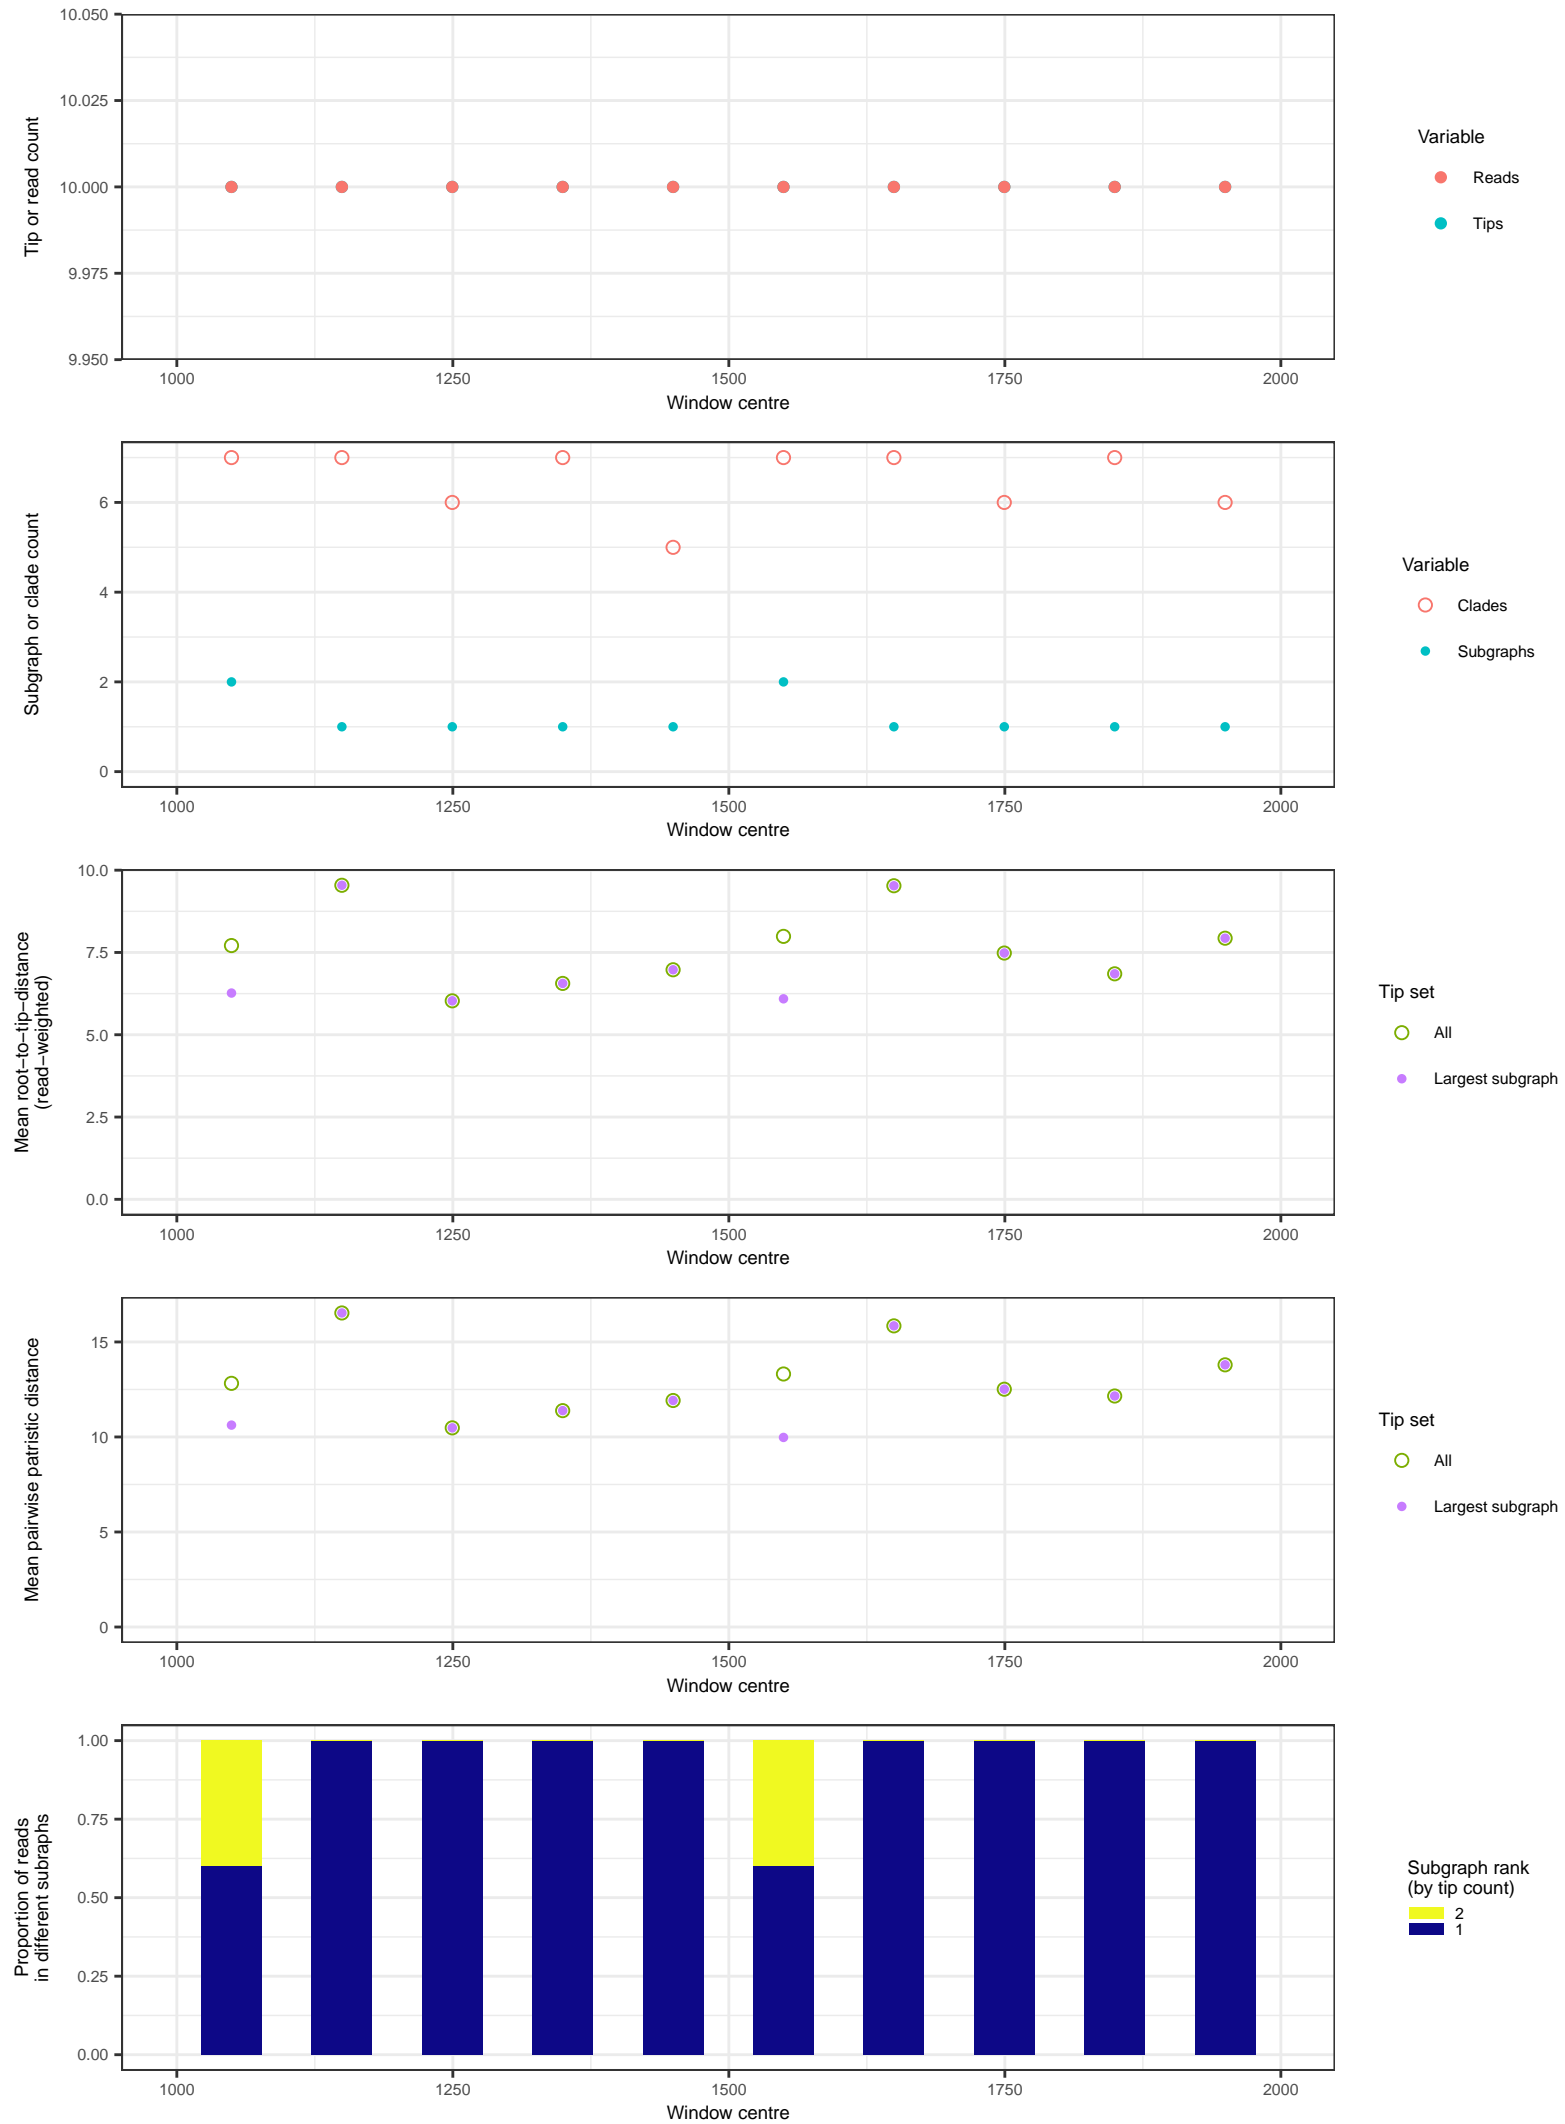 10.050
10.025
10.000
9.975
9.950
Tip or read count
1000 1250 1500 1750 2000
Window centre
Variable
Reads
Tips
6
4
2
0
Subgraph or clade count
1000 1250 1500 1750 2000
Window centre
Variable
Clades
Subgraphs
10.0
7.5
5.0
2.5
0.0
Mean root−to−tip−distance
(read−weighted)
1000 1250 1500 1750 2000
Window centre
Tip set
All
Largest subgraph
15
10
5
0
Mean pairwise patristic distance
1000 1250 1500 1750 2000
Window centre
Tip set
All
Largest subgraph
1.00
0.75
0.50
0.25
0.00
Proportion of reads
in different subraphs
1000 1250 1500 1750 2000
Window centre
Subgraph rank
(by tip count)
2
1